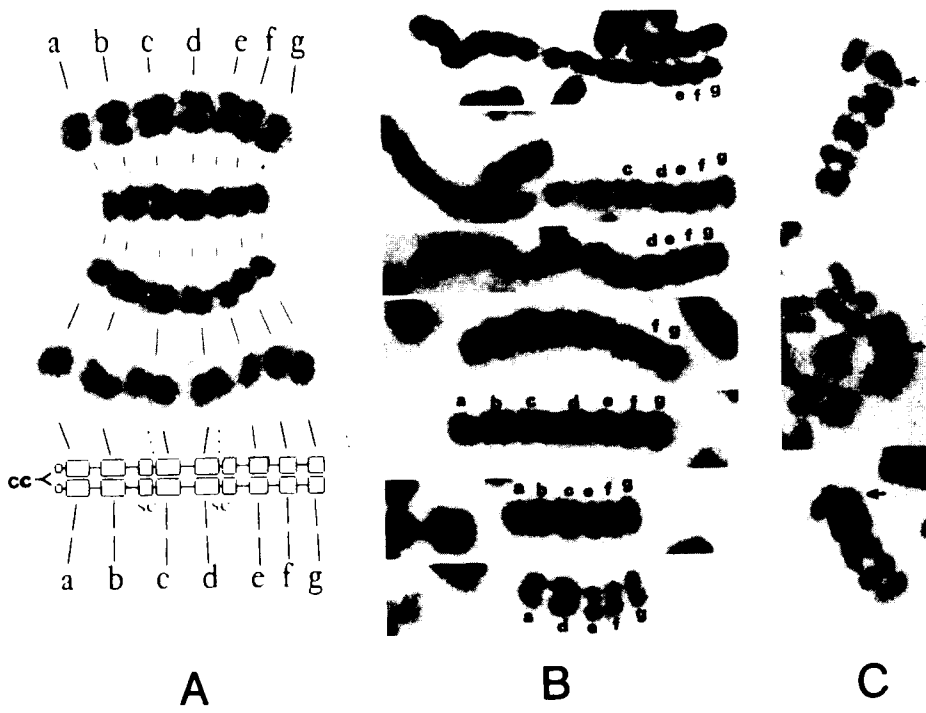 a b c d e f g
e f g
c d e f g
d e f g
f g
a b c d e f g
a b c e f g
a d e f g
cc
sc sc
a b c d e f g
A B C